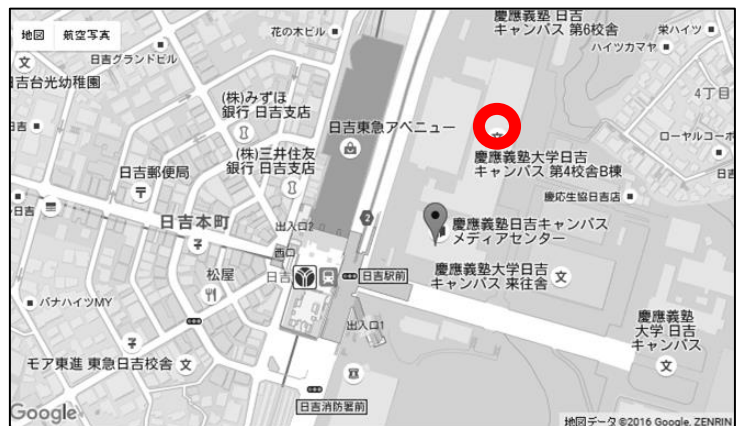 地図 航空写真
花の木ビル
慶應義塾 日吉
キャンパス 第6校舎
栄ハイツ
ハイツカマヤ
日吉グランドビル
日吉台光幼稚園
文
4丁目
(株)みずほ
銀行 日吉支店
日吉東急アベニュー
日吉
(株)三井住友
銀行 日吉支店
慶應義塾大学日吉
キャンパス 第4校舎B棟
ローヤルコーポ
日吉郵便局
慶応生協日吉店
日吉
日吉本町
出入口2
2
慶應義塾日吉キャンパス
メディアセンター
西口
日吉
日吉駅前
慶應義塾大学日吉
キャンパス 来往舎
文
松屋
パナハイツMY
出入口1
慶應義塾
大学 日吉
キャンパス
文
モア東進 東急日吉校舎
文
日吉消防署前
Google
地図データ ©2016 Google, ZENRIN